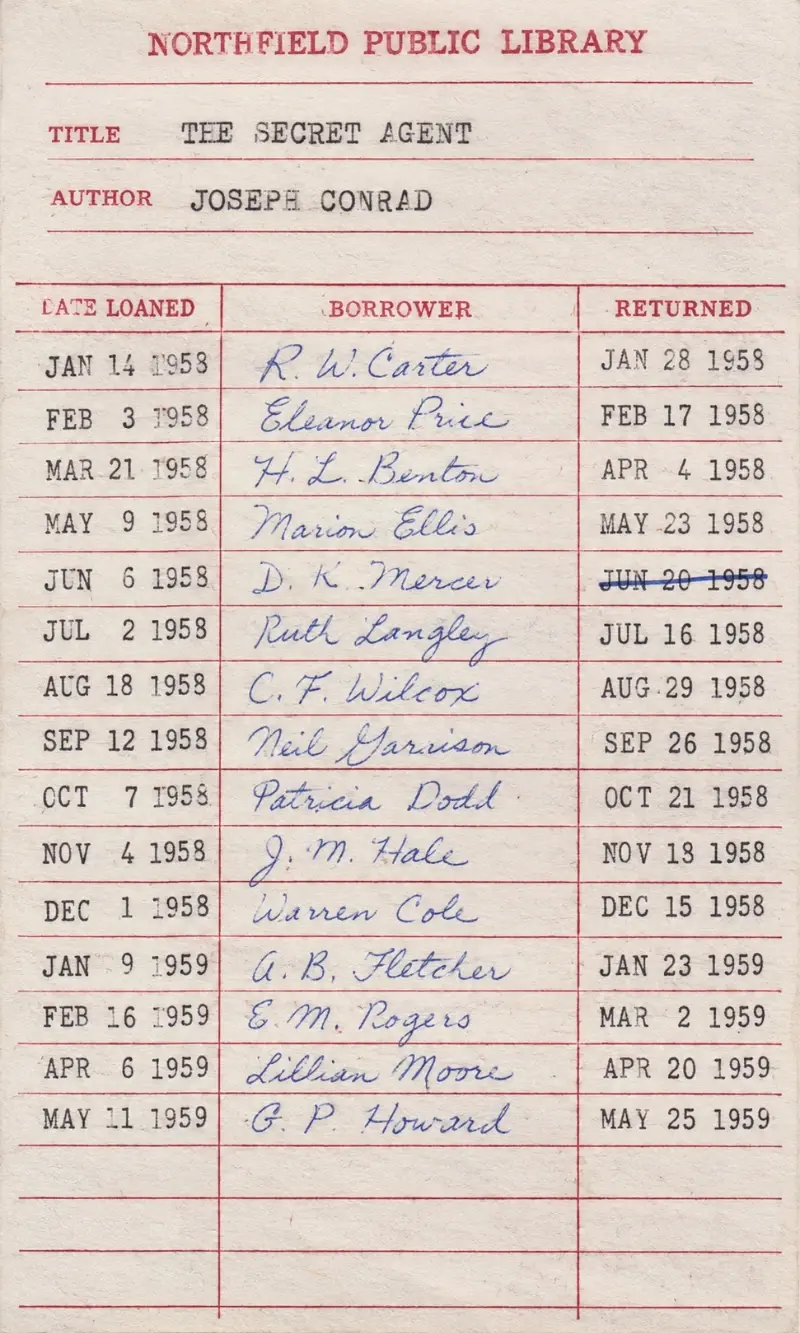 NORTHFIELD PUBLIC LIBRARY
TITLE THE SECRET AGENT
AUTHOR JOSEPH CONRAD
DATE LOANED BORROWER RETURNED
JAN 14 1958 R. W. Carter JAN 28 1958
FEB 3 1958 Eleanor Price FEB 17 1958
MAR 21 1958 H. L. Benton APR 4 1958
MAY 9 1958 Marion Ellis MAY 23 1958
JUN 6 1958 D. K. Mercer JUN 20 1958
JUL 2 1958 Ruth Langley JUL 16 1958
AUG 18 1958 C. F. Wilcox AUG 29 1958
SEP 12 1958 Neil Garrison SEP 26 1958
OCT 7 1958 Patricia Dodd OCT 21 1958
NOV 4 1958 J. M. Hale NOV 18 1958
DEC 1 1958 Warren Cole DEC 15 1958
JAN 9 1959 A. B. Fletcher JAN 23 1959
FEB 16 1959 E. M. Rogers MAR 2 1959
APR 6 1959 Lillian Moore APR 20 1959
MAY 11 1959 G. P. Howard MAY 25 1959